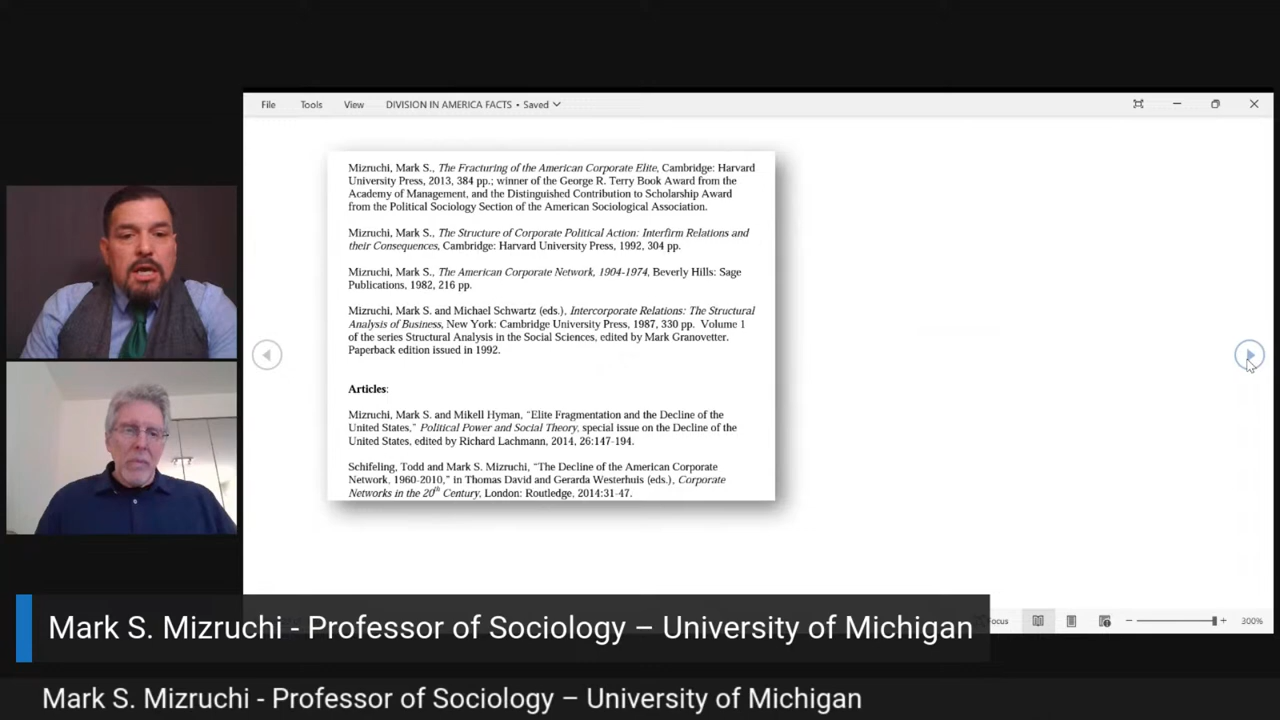 File Tools View DIVISION IN AMERICA FACTS • Saved
Mizruchi, Mark S., The Fracturing of the American Corporate Elite, Cambridge: Harvard
University Press, 2013, 384 pp.; winner of the George R. Terry Book Award from the
Academy of Management, and the Distinguished Contribution to Scholarship Award
from the Political Sociology Section of the American Sociological Association.
Mizruchi, Mark S., The Structure of Corporate Political Action: Interfirm Relations and
their Consequences, Cambridge: Harvard University Press, 1992, 304 pp.
Mizruchi, Mark S., The American Corporate Network, 1904-1974, Beverly Hills: Sage
Publications, 1982, 216 pp.
Mizruchi, Mark S. and Michael Schwartz (eds.), Intercorporate Relations: The Structural
Analysis of Business, New York: Cambridge University Press, 1987, 330 pp. Volume 1
of the series Structural Analysis in the Social Sciences, edited by Mark Granovetter.
Paperback edition issued in 1992.
Articles:
Mizruchi, Mark S. and Mikell Hyman, “Elite Fragmentation and the Decline of the
United States,” Political Power and Social Theory, special issue on the Decline of the
United States, edited by Richard Lachmann, 2014, 26:147-194.
Schifeling, Todd and Mark S. Mizruchi, “The Decline of the American Corporate
Network, 1960-2010,” in Thomas David and Gerarda Westerhuis (eds.), Corporate
Networks in the 20th Century, London: Routledge, 2014:31-47.
300%
Mark S. Mizruchi - Professor of Sociology – University of Michigan
Mark S. Mizruchi - Professor of Sociology – University of Michigan